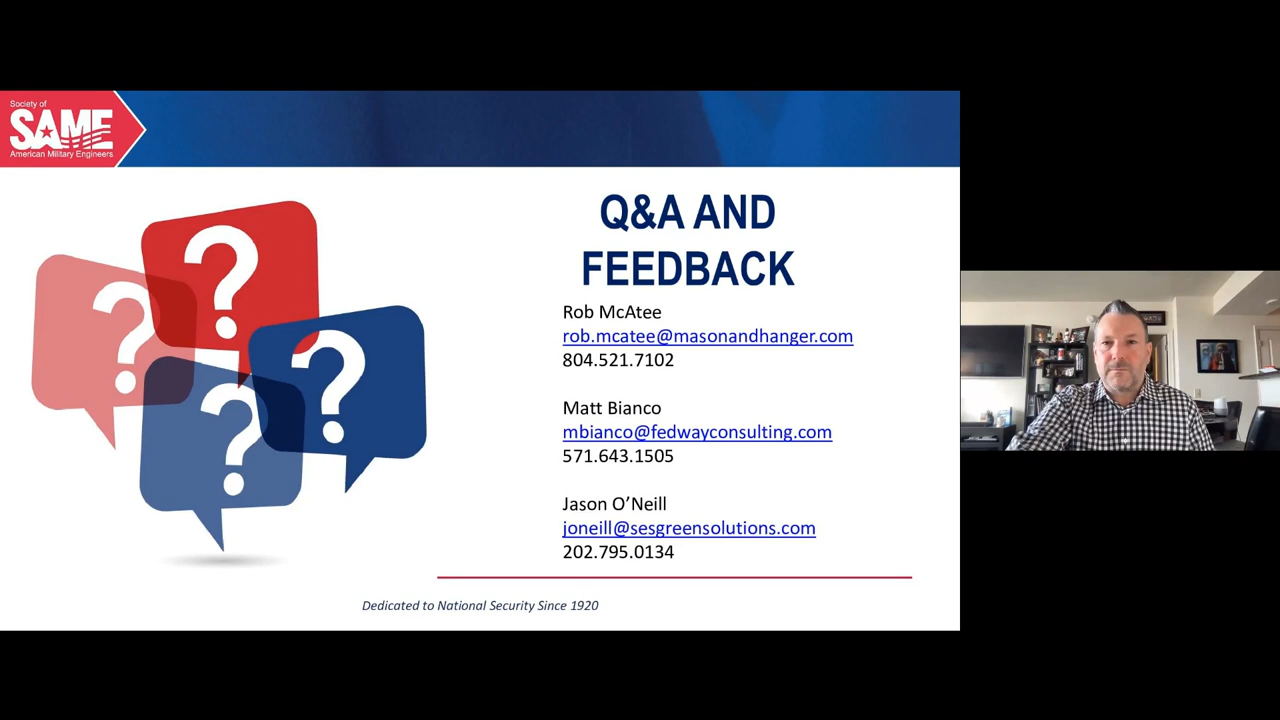 Society of
SAME
American Military Engineers
Q&A AND
FEEDBACK
Rob McAtee
rob.mcatee@masonandhanger.com
804.521.7102
Matt Bianco
mbianco@fedwayconsulting.com
571.643.1505
Jason O’Neill
joneill@sesgreensolutions.com
202.795.0134
Dedicated to National Security Since 1920
? ? ? ?